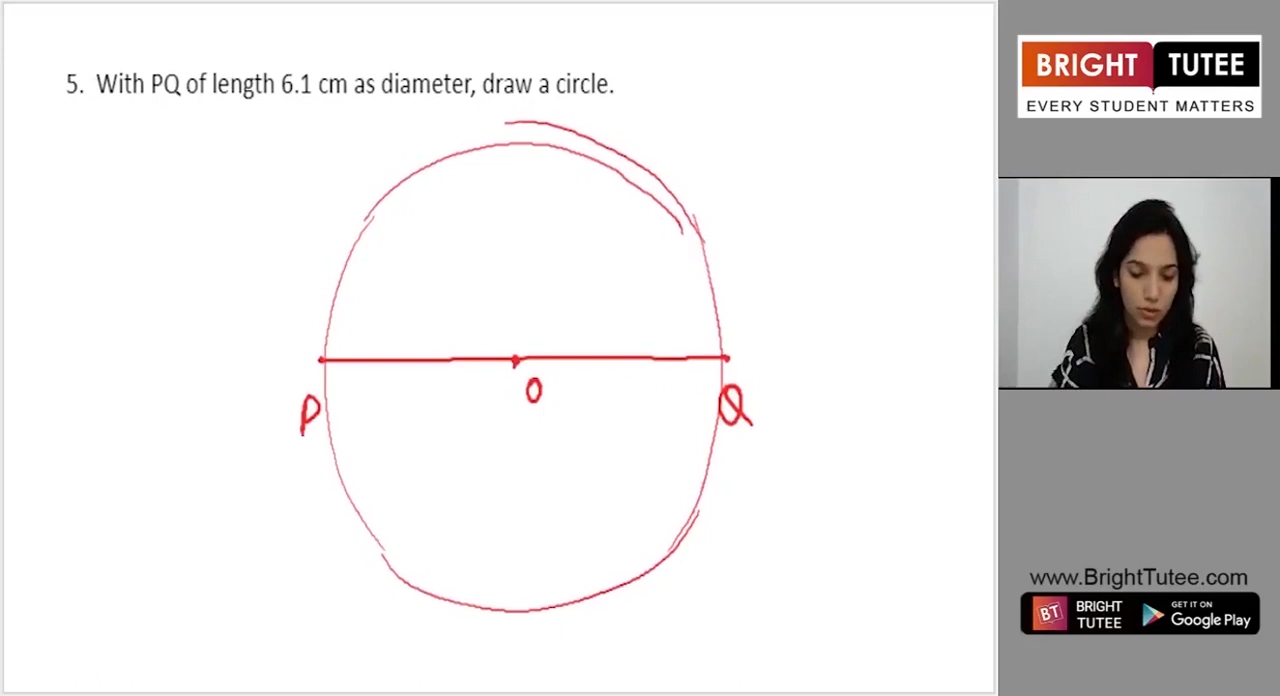 5. With PQ of length 6.1 cm as diameter, draw a circle.
O
P
Q
BRIGHT TUTEE
EVERY STUDENT MATTERS
www.BrightTutee.com
BT
BRIGHT
TUTEE
GET IT ON
Google Play